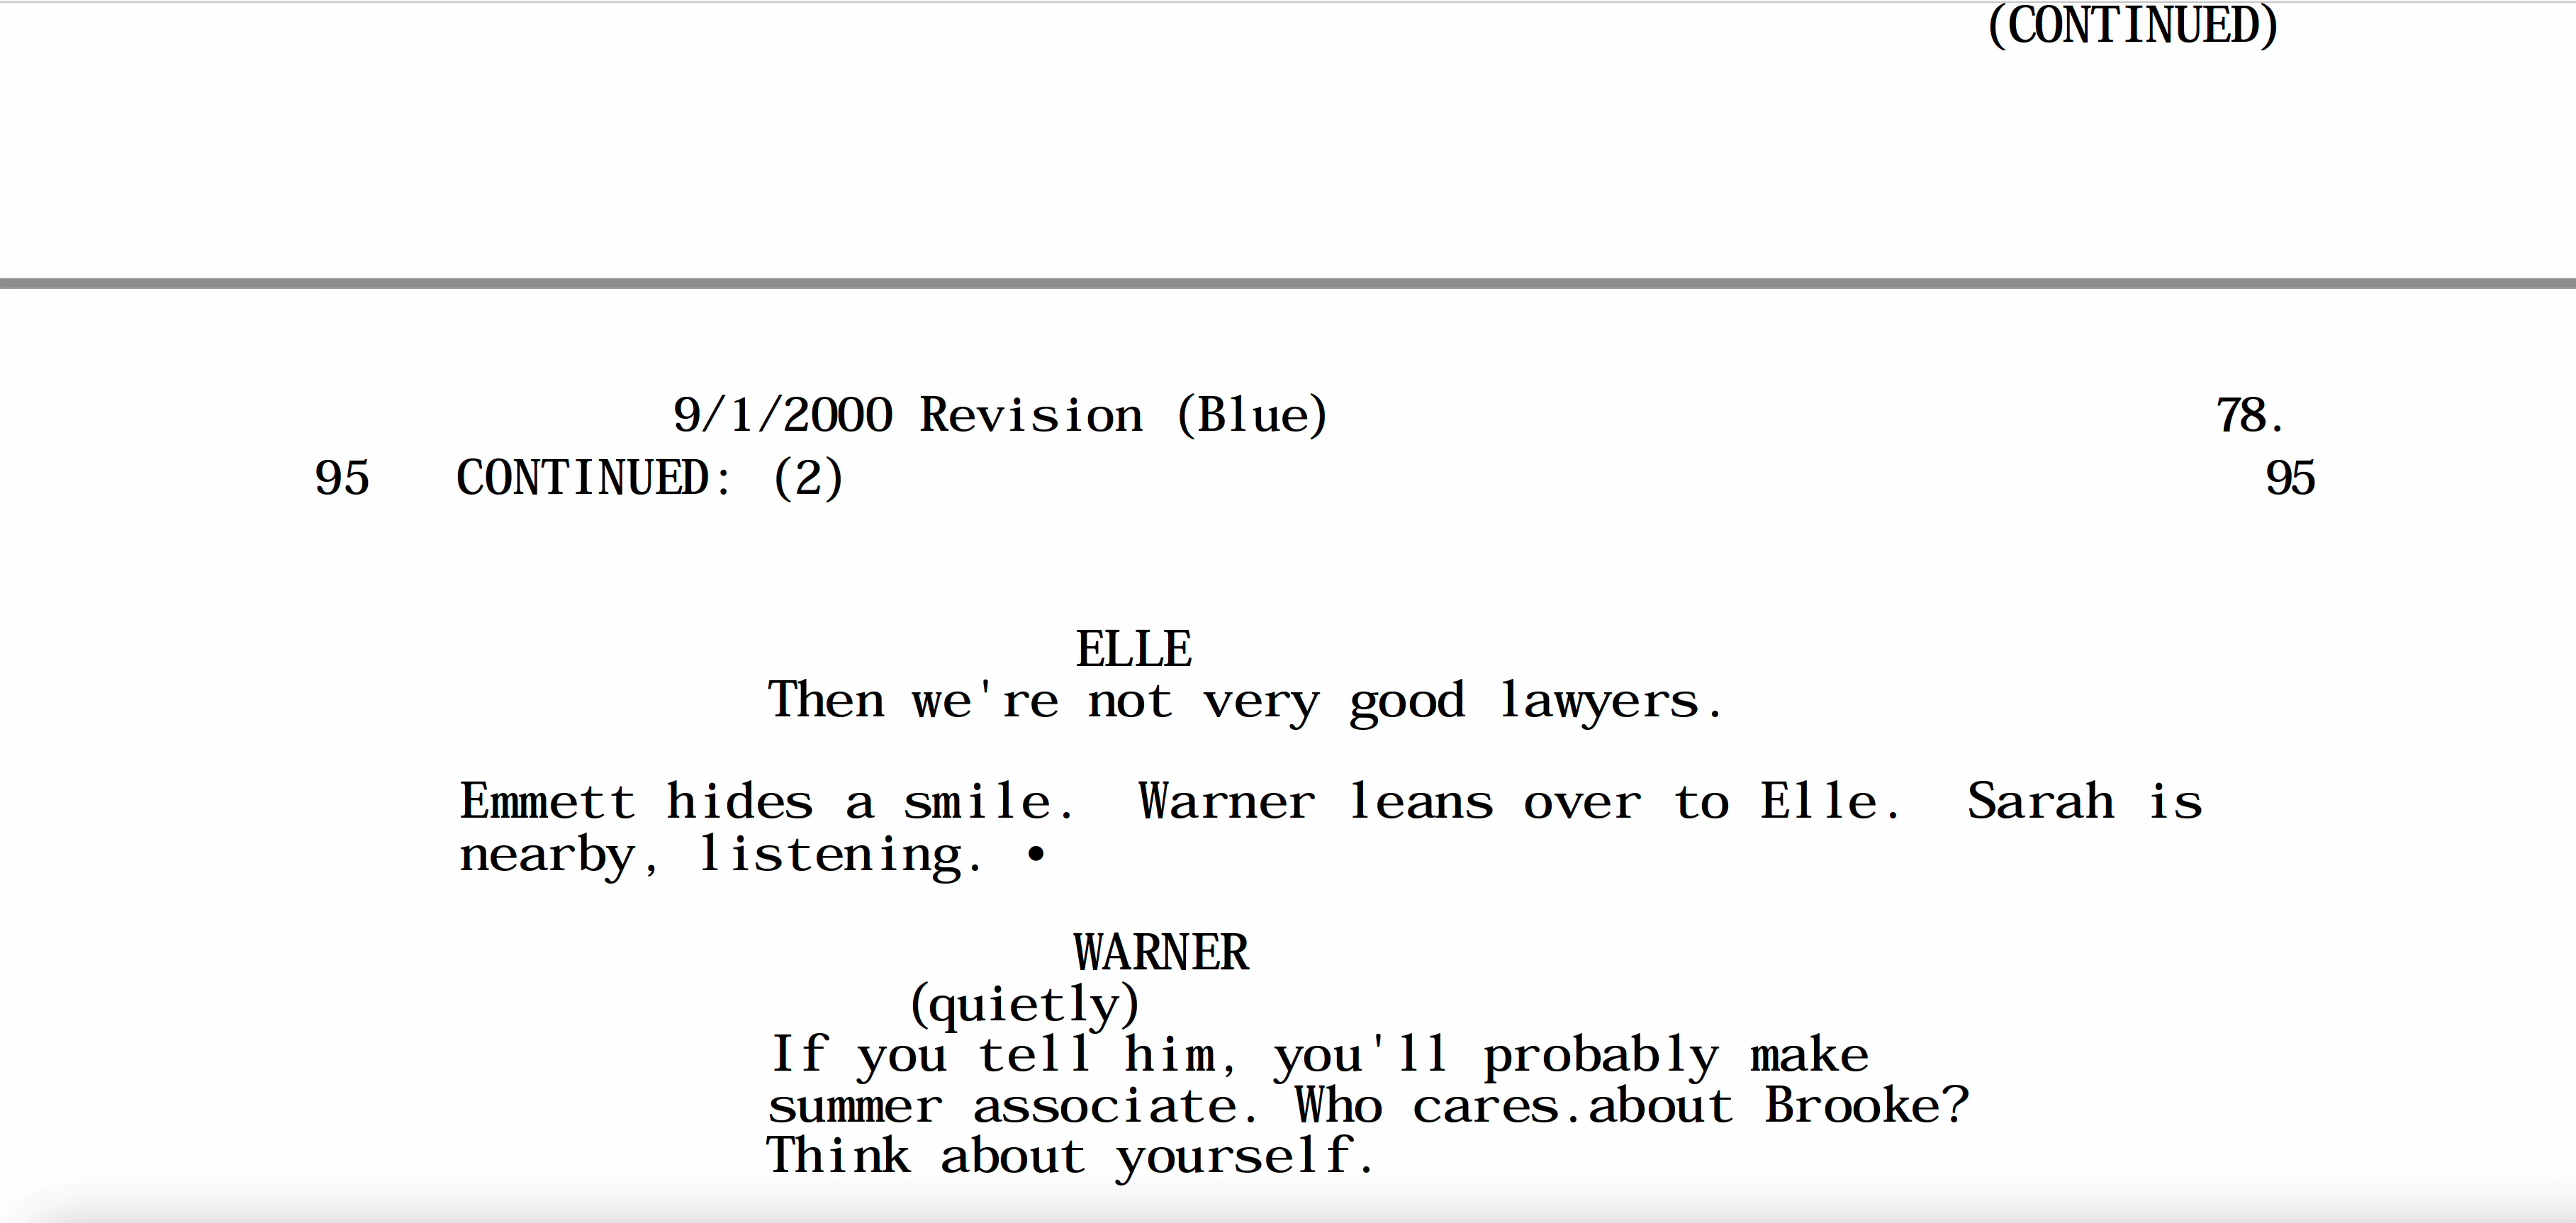 (CONTINUED)
9/1/2000 Revision (Blue) 78.
95 CONTINUED: (2) 95
ELLE
Then we're not very good lawyers.
Emmett hides a smile. Warner leans over to Elle. Sarah is
nearby, listening. •
WARNER
(quietly)
If you tell him, you'll probably make
summer associate. Who cares.about Brooke?
Think about yourself.